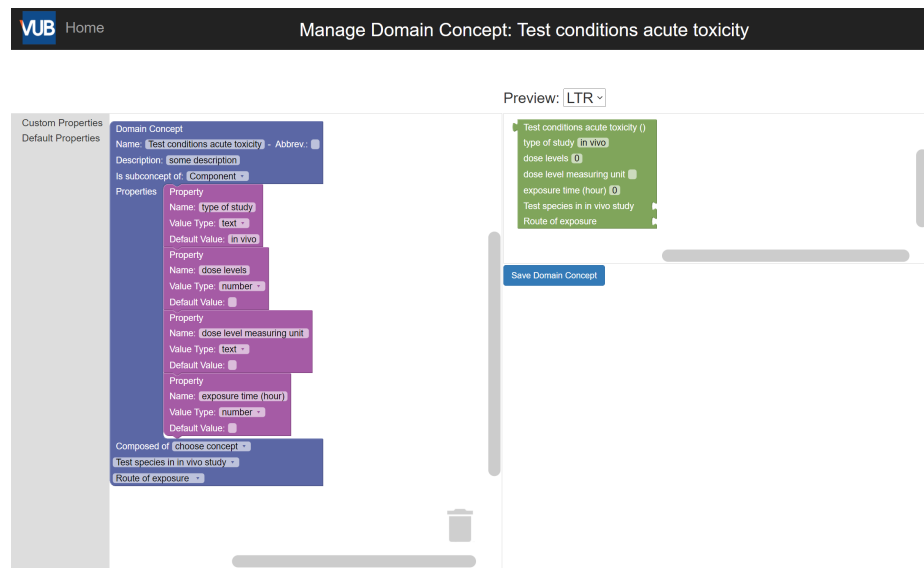 VUB Home
Manage Domain Concept: Test conditions acute toxicity
Preview: LTR
Custom Properties
Default Properties
Domain Concept
Name: Test conditions acute toxicity - Abbrev.:
Description: some description
Is subconcept of: Component
Properties
Property
Name: type of study
Value Type: text
Default Value: in vivo
Property
Name: dose levels
Value Type: number
Default Value:
Property
Name: dose level measuring unit
Value Type: text
Default Value:
Property
Name: exposure time (hour)
Value Type: number
Default Value:
Composed of choose concept
Test species in in vivo study
Route of exposure
Test conditions acute toxicity ()
type of study in vivo
dose levels 0
dose level measuring unit
exposure time (hour) 0
Test species in in vivo study
Route of exposure
Save Domain Concept